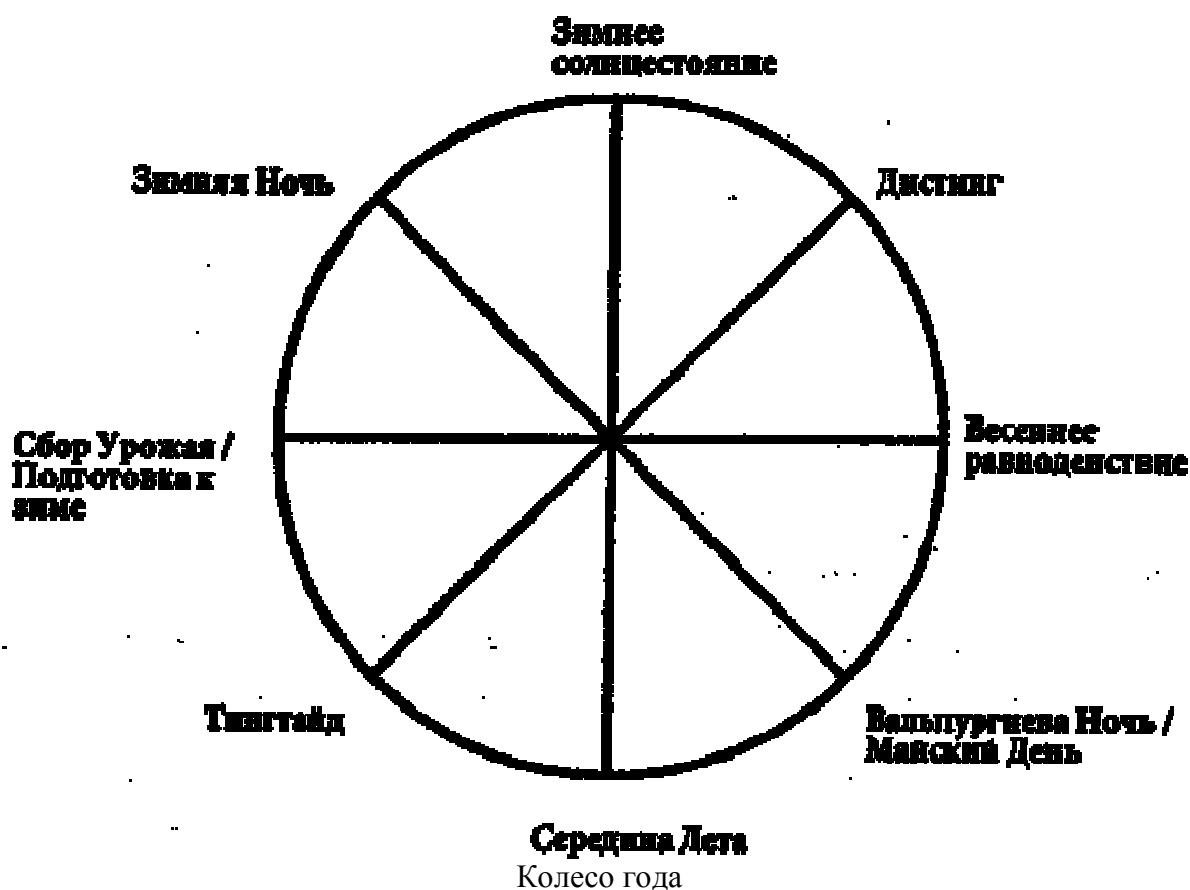 Зимнее
солнцестояние
Зимняя Ночь
Дистинг
Сбор Урожая /
Подготовка к
зиме
Весеннее
равноденствие
Тингтайд
Вальпургиева Ночь /
Майский День
Середина Лета
Колесо года